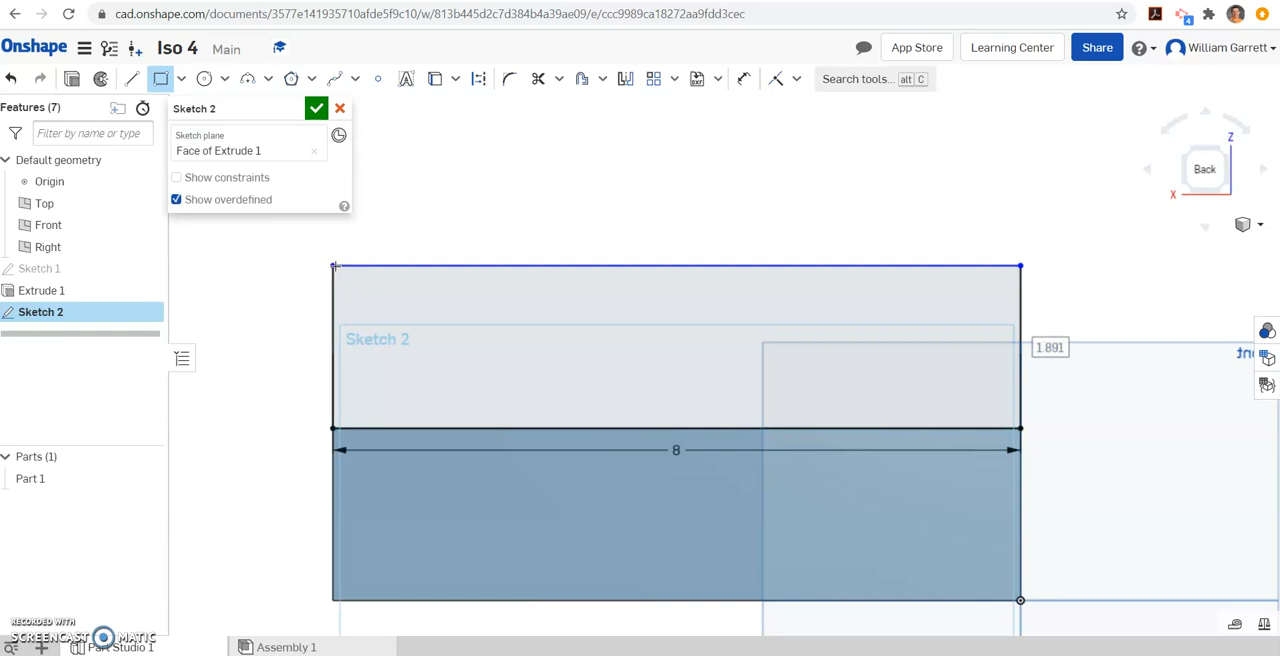 cad.onshape.com/documents/3577e141935710afde5f9c10/w/813b445d2c7d384b4a39ae09/e/ccc9989ca18272aa9fdd3cec
4
Onshape
Iso 4
Main
App Store
Learning Center
Share
William Garrett
Search tools...
alt
C
Features (7)
Filter by name or type
Default geometry
Origin
Top
Front
Right
Sketch 1
Extrude 1
Sketch 2
Sketch 2
Sketch plane
Face of Extrude 1
Show constraints
Show overdefined
Z
Back
X
Sketch 2
1.891
8
Parts (1)
Part 1
RECORDED WITH
SCREENCAST MATIC
Part Studio 1
Assembly 1